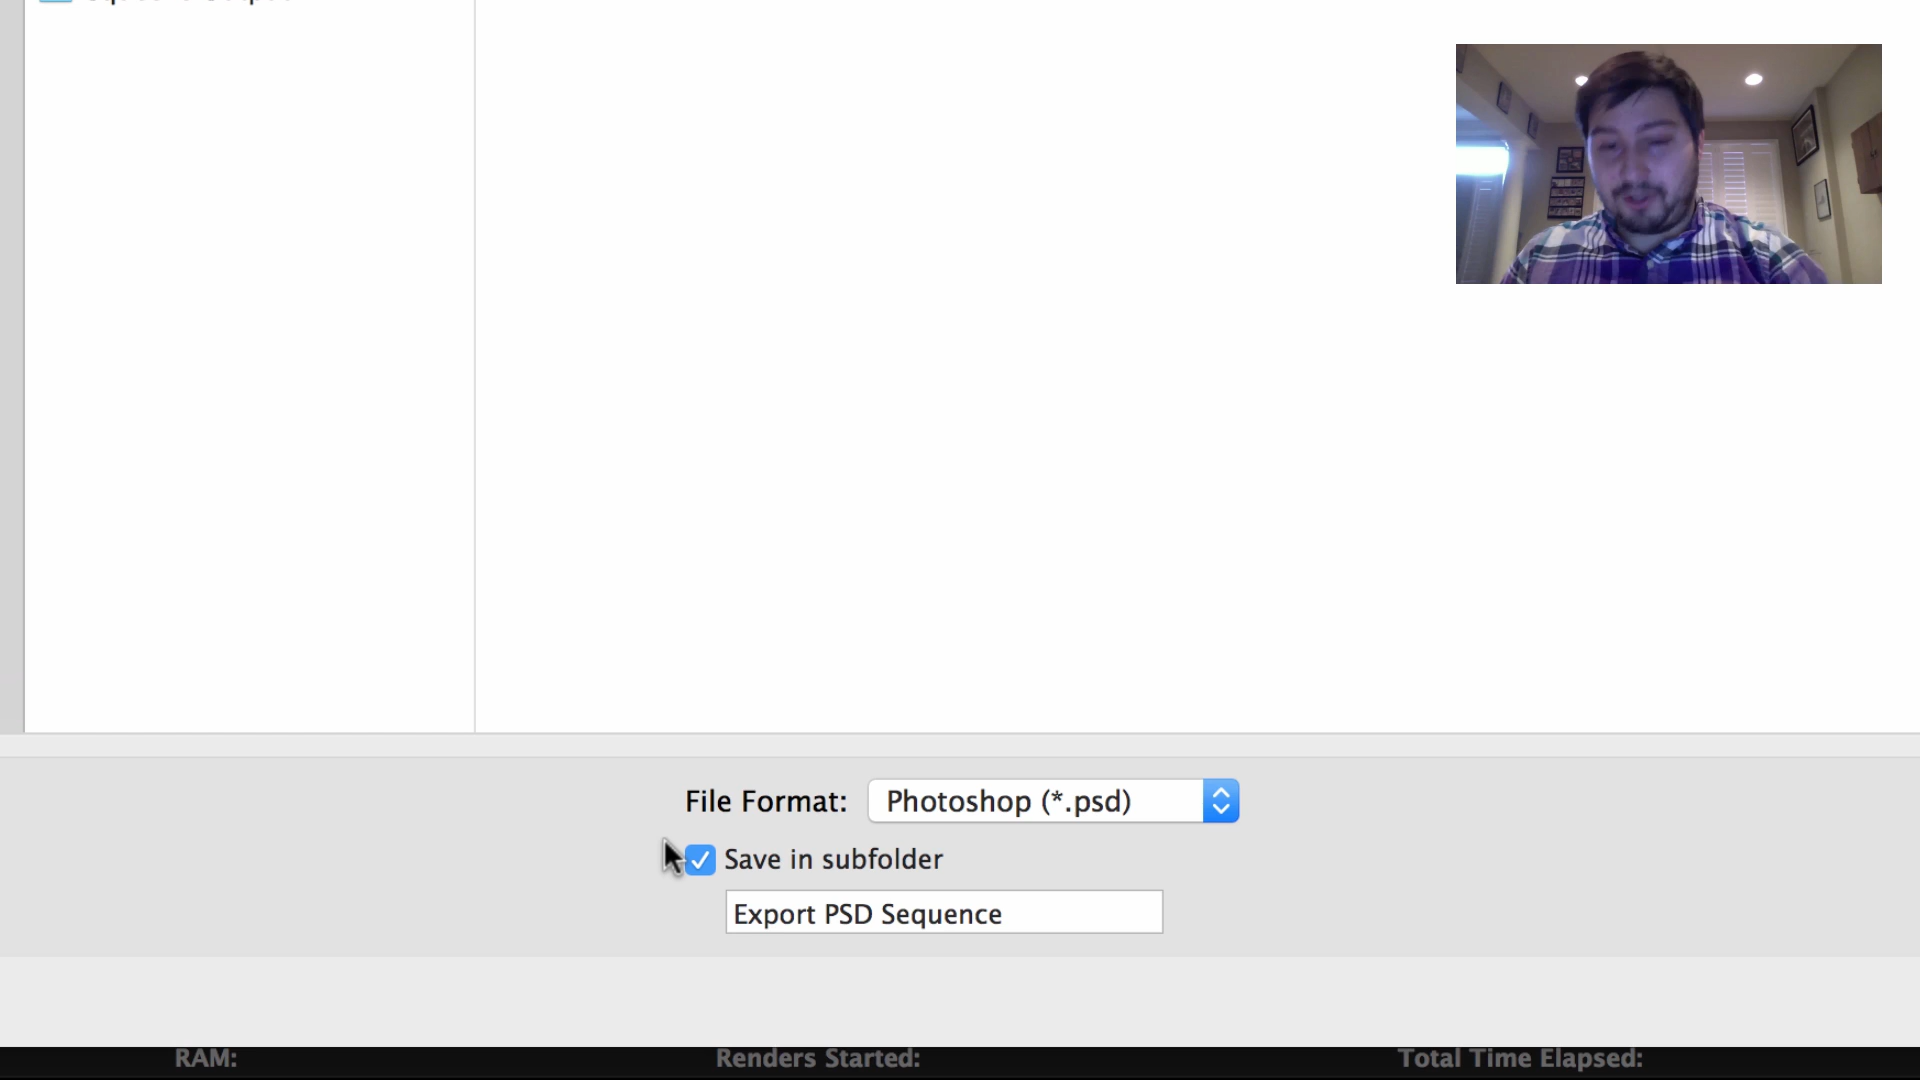 File Format: Photoshop (*.psd)
Save in subfolder
Export PSD Sequence
RAM: Renders Started: Total Time Elapsed: